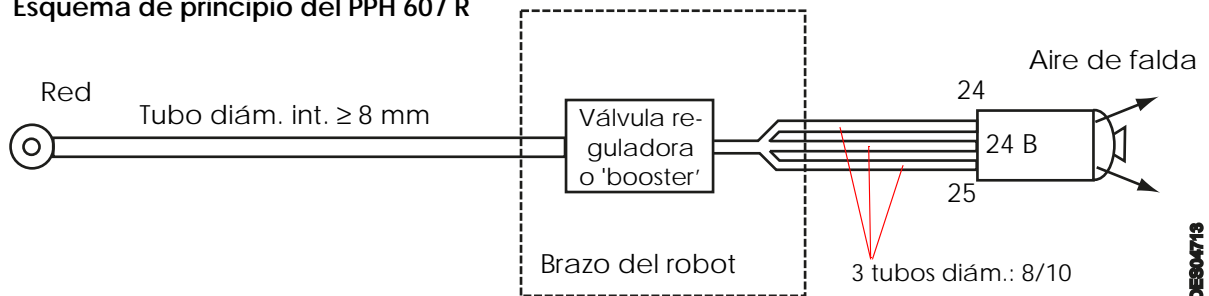 Esquema de principio del PPH 607 R
Red
Tubo diám. int. ≥ 8 mm
Válvula re-
guladora
o 'booster'
Brazo del robot
Aire de falda
24
24 B
25
3 tubos diám.: 8/10
DES04713